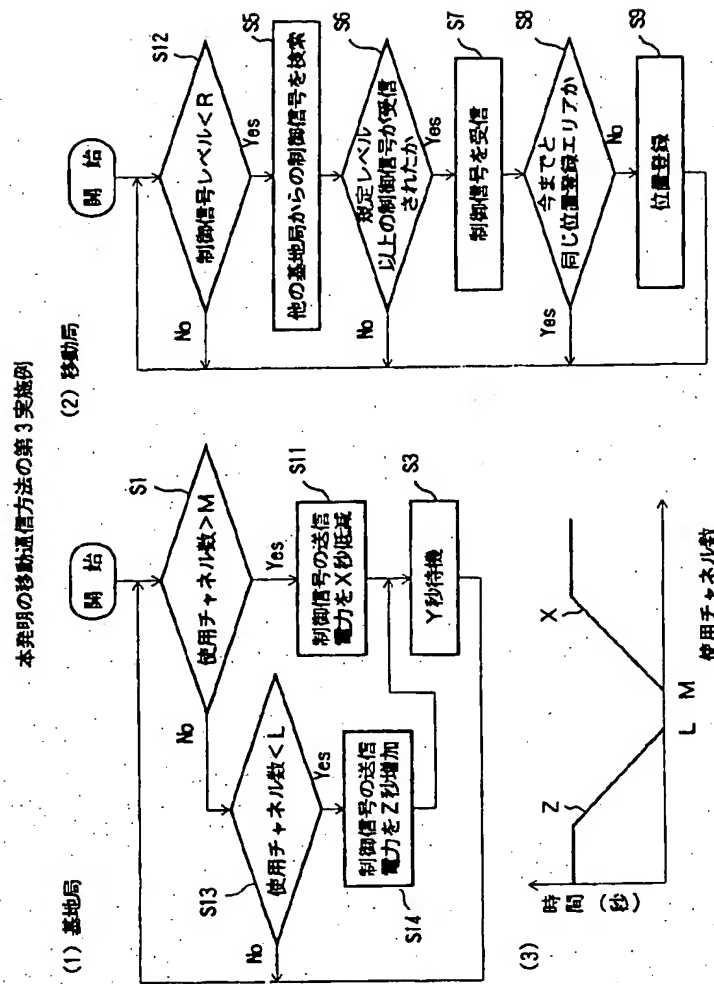 本発明の移動通信方法の第3実施例
(1) 基地局
開 始
使用チャネル数>M
S1
Yes
No
制御信号の送信
電力をX秒低減
S11
Y秒待機
S3
使用チャネル数<L
S13
Yes
No
制御信号の送信
電力をZ秒増加
S14
(2) 移動局
開 始
制御信号レベル<R
S12
No
Yes
他の基地局からの制御信号を検索
S5
規定レベル
以上の制御信号が受信
されたか
S6
No
Yes
制御信号を受信
S7
今までと
同じ位置登録エリアか
S8
Yes
No
位置登録
S9
(3)
時間(秒)
Z
X
L
M
使用チャネル数